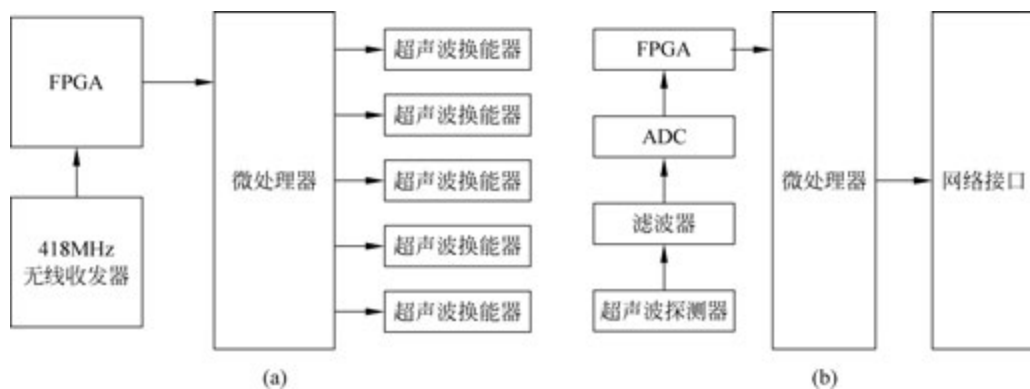 FPGA
418MHz
无线收发器
微处理器
超声波换能器
超声波换能器
超声波换能器
超声波换能器
超声波换能器
(a)
FPGA
ADC
滤波器
超声波探测器
微处理器
网络接口
(b)